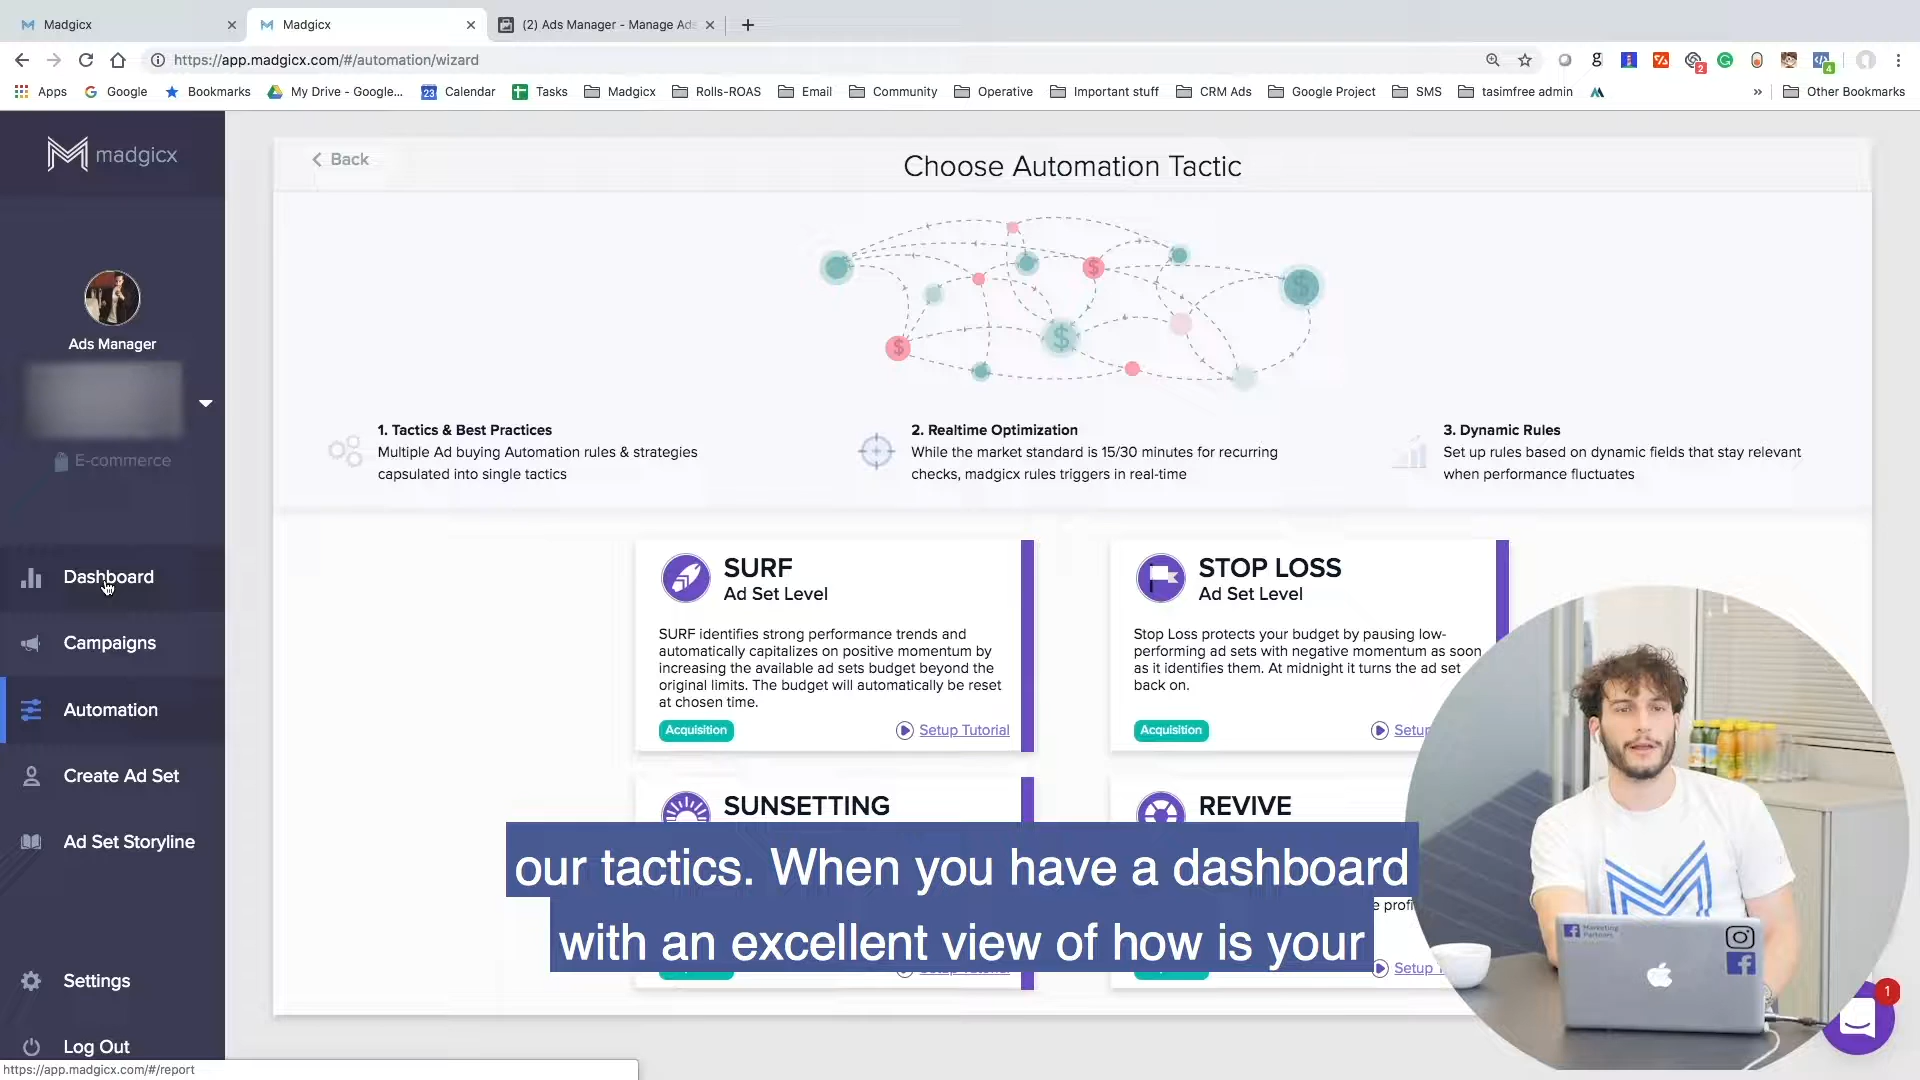 Madgicx
Madgicx
(2) Ads Manager - Manage Ads
https://app.madgicx.com/#/automation/wizard
2
4
Apps
Google
Bookmarks
My Drive - Google...
23
Calendar
Tasks
Madgicx
Rolls-ROAS
Email
Community
Operative
Important stuff
CRM Ads
Google Project
SMS
tasimfree admin
»
Other Bookmarks
madgicx
Ads Manager
E-commerce
Dashboard
Campaigns
Automation
Create Ad Set
Ad Set Storyline
Settings
Log Out
https://app.madgicx.com/#/report
Back
Choose Automation Tactic
1. Tactics & Best Practices
Multiple Ad buying Automation rules & strategies
capsulated into single tactics
2. Realtime Optimization
While the market standard is 15/30 minutes for recurring
checks, madgicx rules triggers in real-time
3. Dynamic Rules
Set up rules based on dynamic fields that stay relevant
when performance fluctuates
SURF
Ad Set Level
SURF identifies strong performance trends and
automatically capitalizes on positive momentum by
increasing the available ad sets budget beyond the
original limits. The budget will automatically be reset
at chosen time.
Acquisition
Setup Tutorial
STOP LOSS
Ad Set Level
Stop Loss protects your budget by pausing low-
performing ad sets with negative momentum as soon
as it identifies them. At midnight it turns the ad set
back on.
Acquisition
Setup
SUNSETTING
REVIVE
our tactics. When you have a dashboard
with an excellent view of how is your
Setup
Marketing
Partners
1